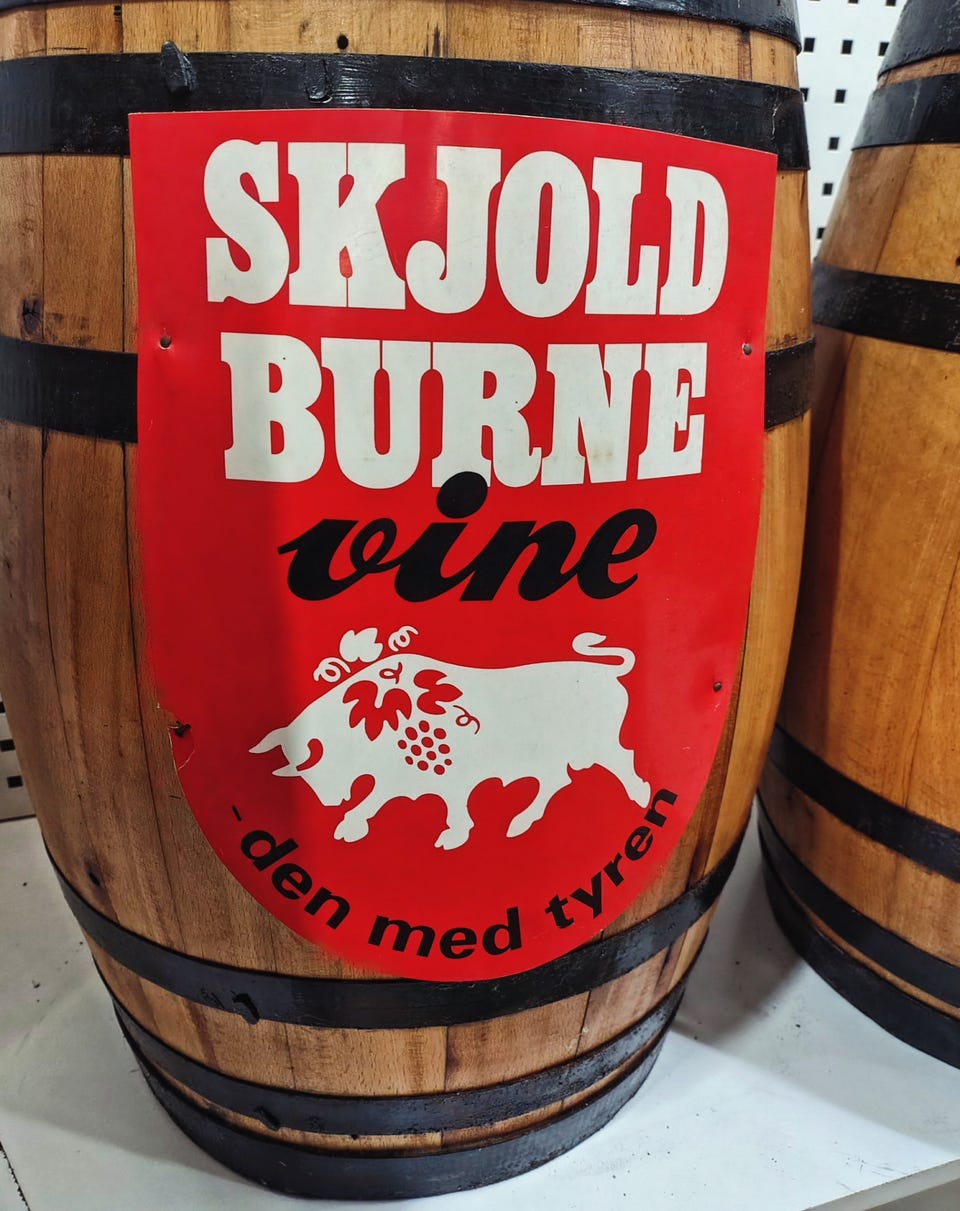 SKJOLD
BURNE
vine
- den med tyren